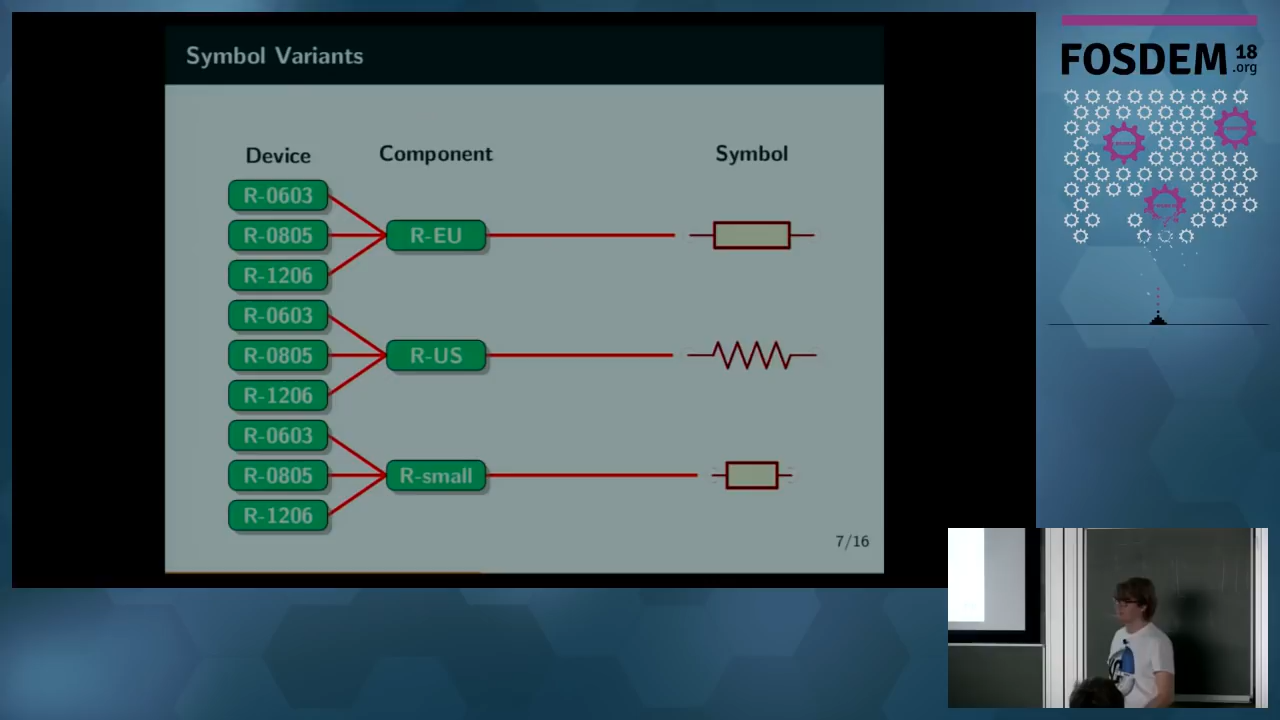 Symbol Variants
Device Component Symbol
R-0603
R-0805 R-EU
R-1206
R-0603
R-0805 R-US
R-1206
R-0603
R-0805 R-small
R-1206
7/16
FOSDEM 18
.org